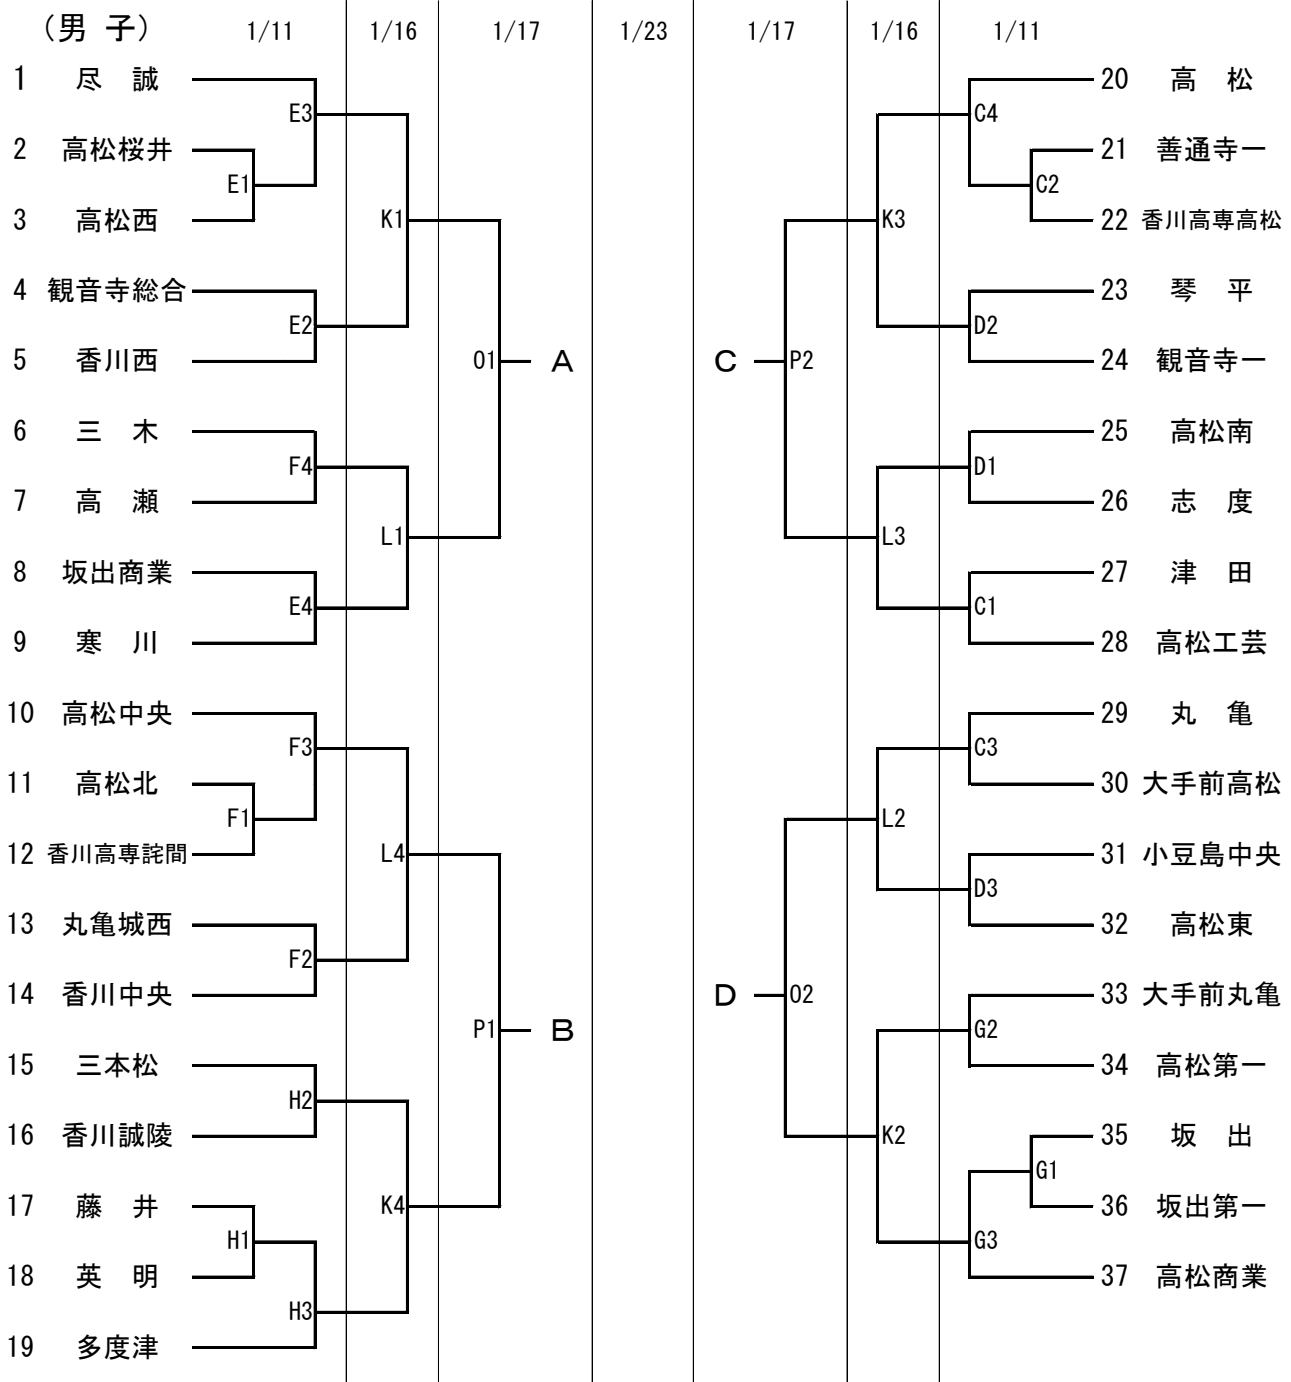 （男 子） 1/11 1/16 1/17 1/23 1/17 1/16 1/11
1 尽 誠 20 高 松
E3 C4
2 高松桜井 21 善通寺一
E1 C2
3 高松西 K1 K3 22 香川高専高松
4 観音寺総合 23 琴 平
E2 D2
5 香川西 O1 A C P2 24 観音寺一
6 三 木 25 高松南
F4 D1
7 高 瀬 26 志 度
L1 L3
8 坂出商業 27 津 田
E4 C1
9 寒 川 28 高松工芸
10 高松中央 29 丸 亀
F3 C3
11 高松北 30 大手前高松
F1 L2
12 香川高専詫間 L4 31 小豆島中央
D3
13 丸亀城西 32 高松東
F2
14 香川中央 D O2 33 大手前丸亀
P1 B G2
15 三本松 34 高松第一
H2
16 香川誠陵 K2 35 坂 出
G1
17 藤 井 K4 36 坂出第一
H1 G3
18 英 明 37 高松商業
H3
19 多度津